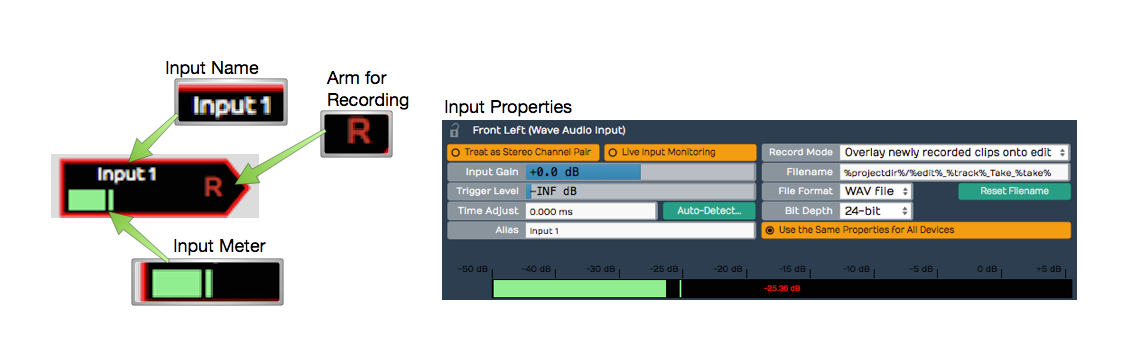 Input Name
Input 1
Arm for
Recording
R
Input 1
R
Input Meter
Input Properties
Front Left (Wave Audio Input)
Treat as Stereo Channel Pair
Live Input Monitoring
Input Gain
+0.0 dB
Trigger Level
-INF dB
Time Adjust
0.000 ms
Auto-Detect...
Alias
Input 1
Record Mode
Overlay newly recorded clips onto edit
Filename
%projectdir%/%edit%_%track%_Take_%take%
File Format
WAV file
Reset Filename
Bit Depth
24-bit
Use the Same Properties for All Devices
-50 dB -40 dB -30 dB -25 dB -20 dB -15 dB -10 dB -5 dB 0 dB +5 dB
-25.36 dB